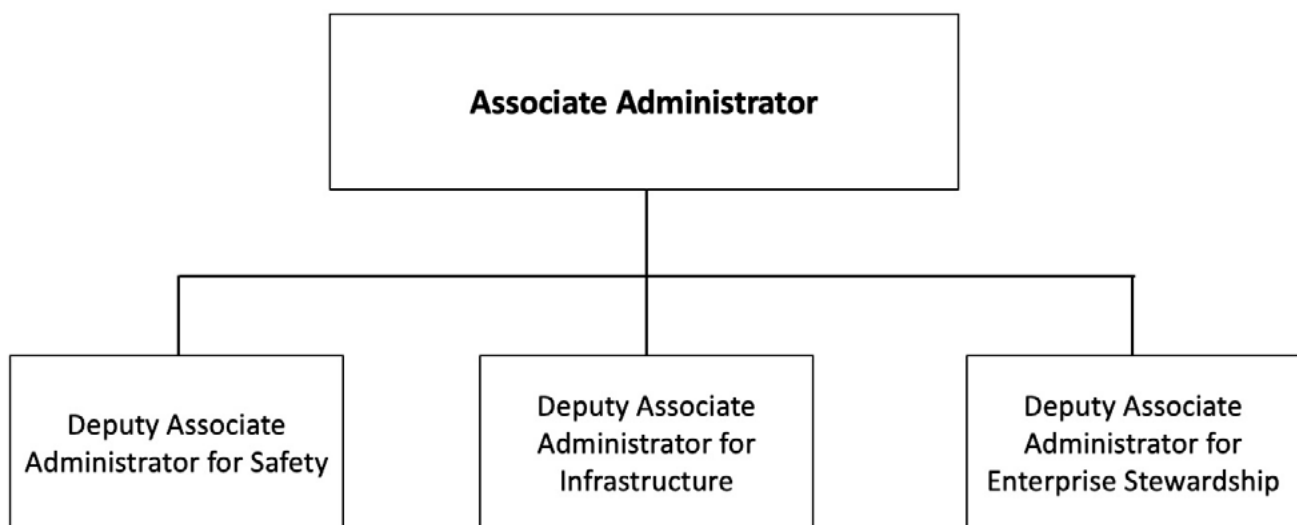 Associate Administrator
Deputy Associate
Administrator for Safety
Deputy Associate
Administrator for
Infrastructure
Deputy Associate
Administrator for
Enterprise Stewardship